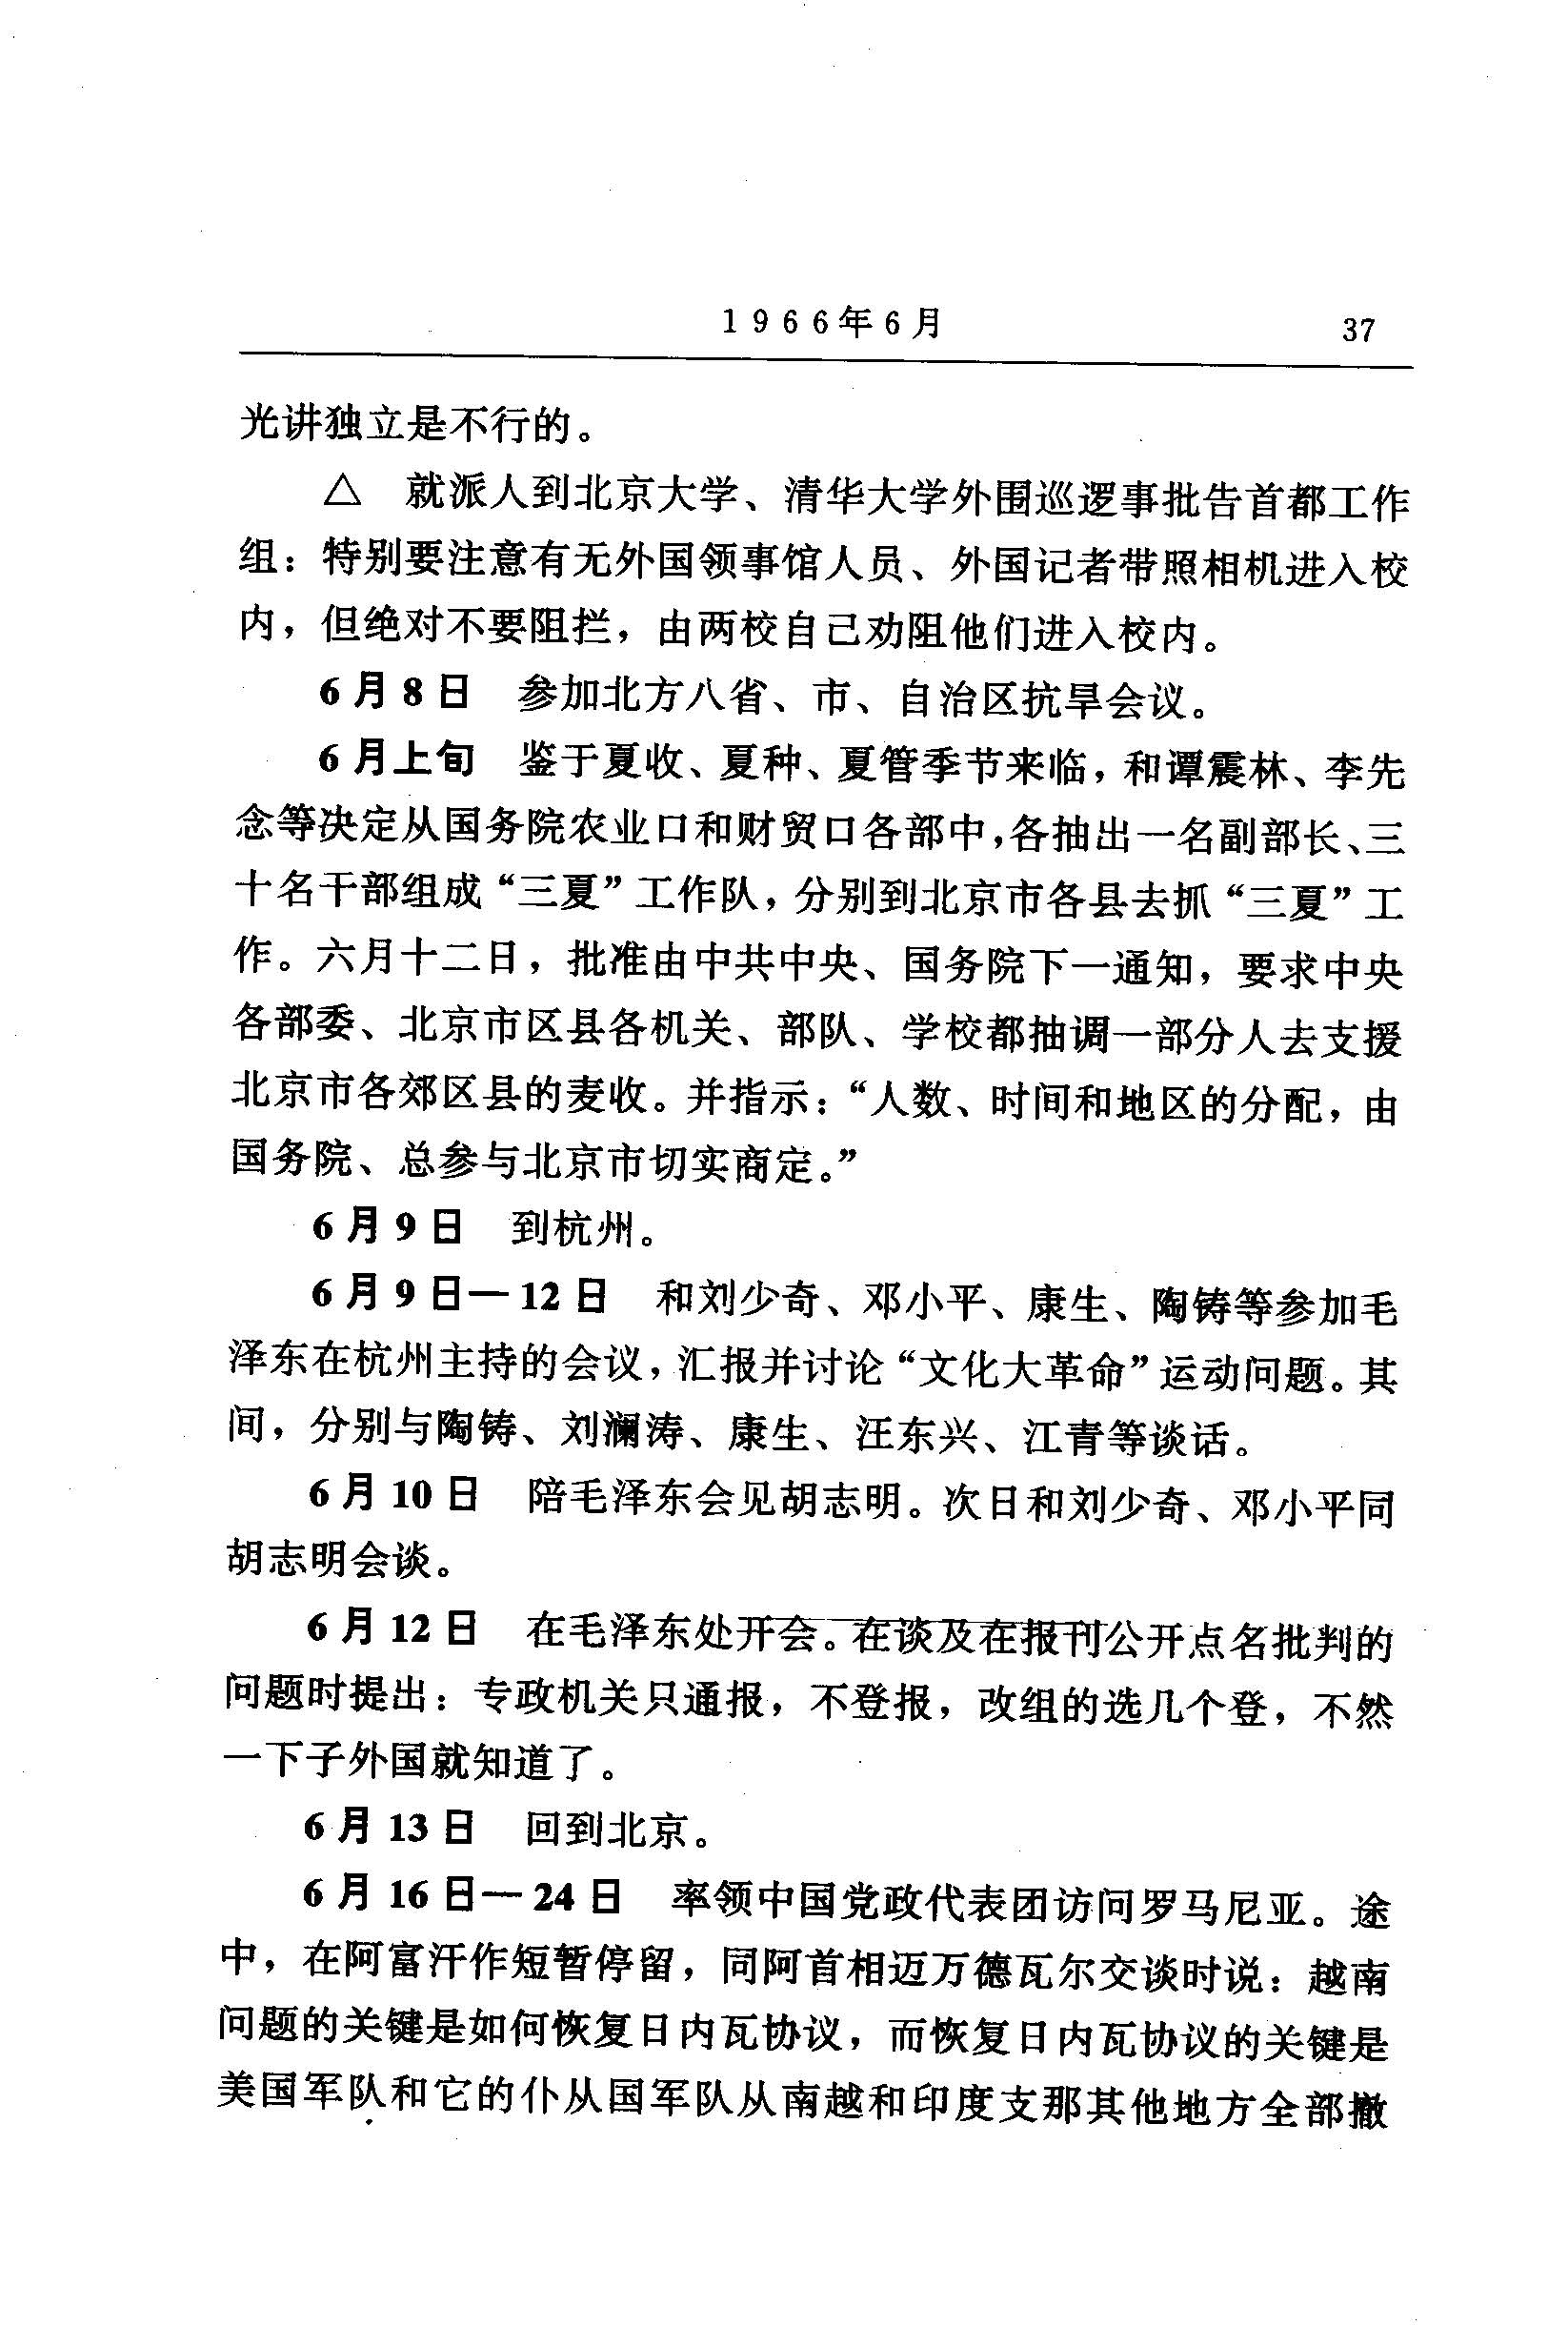 1966年6月 37
光讲独立是不行的。
△ 就派人到北京大学、清华大学外围巡逻事批告首都工作
组：特别要注意有无外国领事馆人员、外国记者带照相机进入校
内，但绝对不要阻拦，由两校自己劝阻他们进入校内。
6月8日 参加北方八省、市、自治区抗旱会议。
6月上旬 鉴于夏收、夏种、夏管季节来临，和谭震林、李先
念等决定从国务院农业口和财贸口各部中，各抽出一名副部长、三
十名干部组成“三夏”工作队，分别到北京市各县去抓“三夏”工
作。六月十二日，批准由中共中央、国务院下一通知，要求中央
各部委、北京市区县各机关、部队、学校都抽调一部分人去支援
北京市各郊区县的麦收。并指示：“人数、时间和地区的分配，由
国务院、总参与北京市切实商定。”
6月9日 到杭州。
6月9日—12日 和刘少奇、邓小平、康生、陶铸等参加毛
泽东在杭州主持的会议，汇报并讨论“文化大革命”运动问题。其
间，分别与陶铸、刘澜涛、康生、汪东兴、江青等谈话。
6月10日 陪毛泽东会见胡志明。次日和刘少奇、邓小平同
胡志明会谈。
6月12日 在毛泽东处开会。在谈及在报刊公开点名批判的
问题时提出：专政机关只通报，不登报，改组的选几个登，不然
一下子外国就知道了。
6月13日 回到北京。
6月16日—24日 率领中国党政代表团访问罗马尼亚。途
中，在阿富汗作短暂停留，同阿首相迈万德瓦尔交谈时说：越南
问题的关键是如何恢复日内瓦协议，而恢复日内瓦协议的关键是
美国军队和它的仆从国军队从南越和印度支那其他地方全部撤